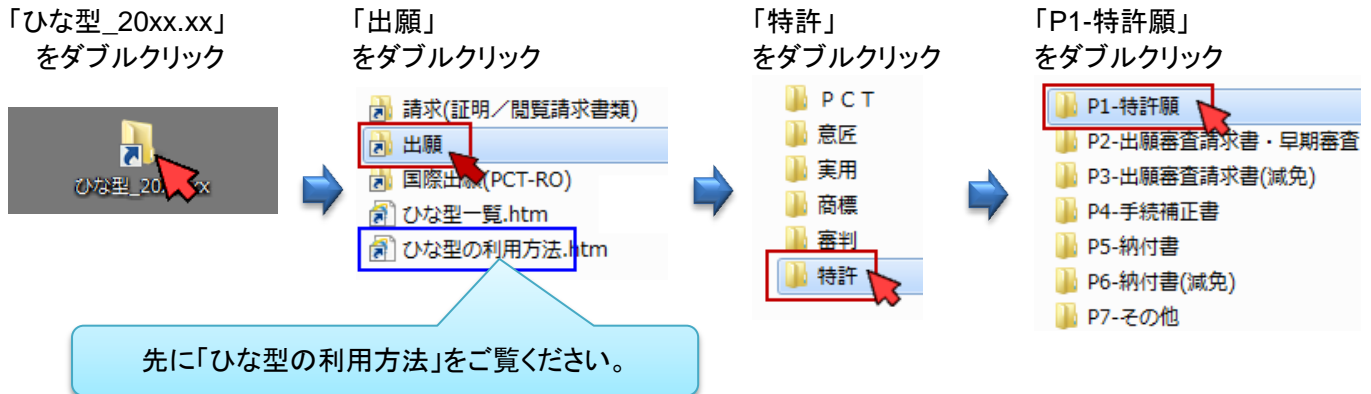 「ひな型_20xx.xx」
をダブルクリック
「出願」
をダブルクリック
「特許」
をダブルクリック
「P1-特許願」
をダブルクリック
ひな型_20 xx
請求(証明／閲覧請求書類)
出願
国際出願(PCT-RO)
ひな型一覧.htm
ひな型の利用方法.htm
先に「ひな型の利用方法」をご覧ください。
ＰＣＴ
意匠
実用
商標
審判
特許
P1-特許願
P2-出願審査請求書・早期審査
P3-出願審査請求書(減免)
P4-手続補正書
P5-納付書
P6-納付書(減免)
P7-その他